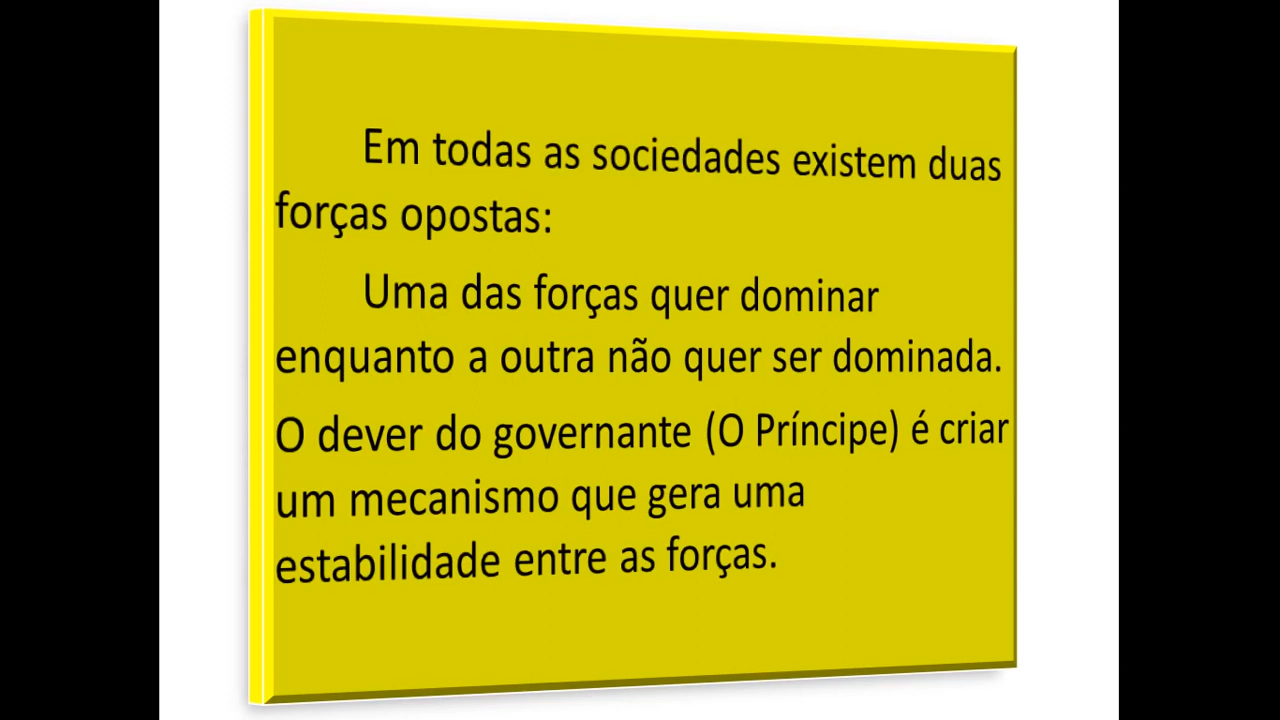 Em todas as sociedades existem duas
forças opostas:
Uma das forças quer dominar
enquanto a outra não quer ser dominada.
O dever do governante (O Príncipe) é criar
um mecanismo que gera uma
estabilidade entre as forças.